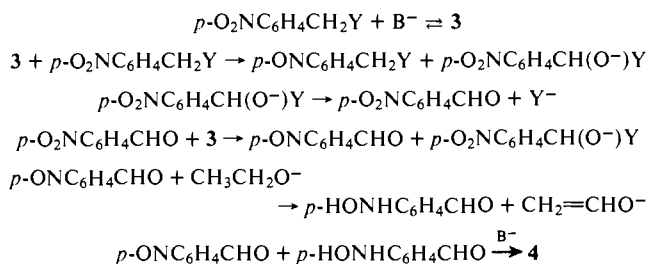 p-O₂NC₆H₄CH₂Y + B⁻ ⇌ 3
3 + p-O₂NC₆H₄CH₂Y → p-ONC₆H₄CH₂Y + p-O₂NC₆H₄CH(O⁻)Y
p-O₂NC₆H₄CH(O⁻)Y → p-O₂NC₆H₄CHO + Y⁻
p-O₂NC₆H₄CHO + 3 → p-ONC₆H₄CHO + p-O₂NC₆H₄CH(O⁻)Y
p-ONC₆H₄CHO + CH₃CH₂O⁻
→ p-HONHC₆H₄CHO + CH₂=CHO⁻
p-ONC₆H₄CHO + p-HONHC₆H₄CHO B⁻→ 4